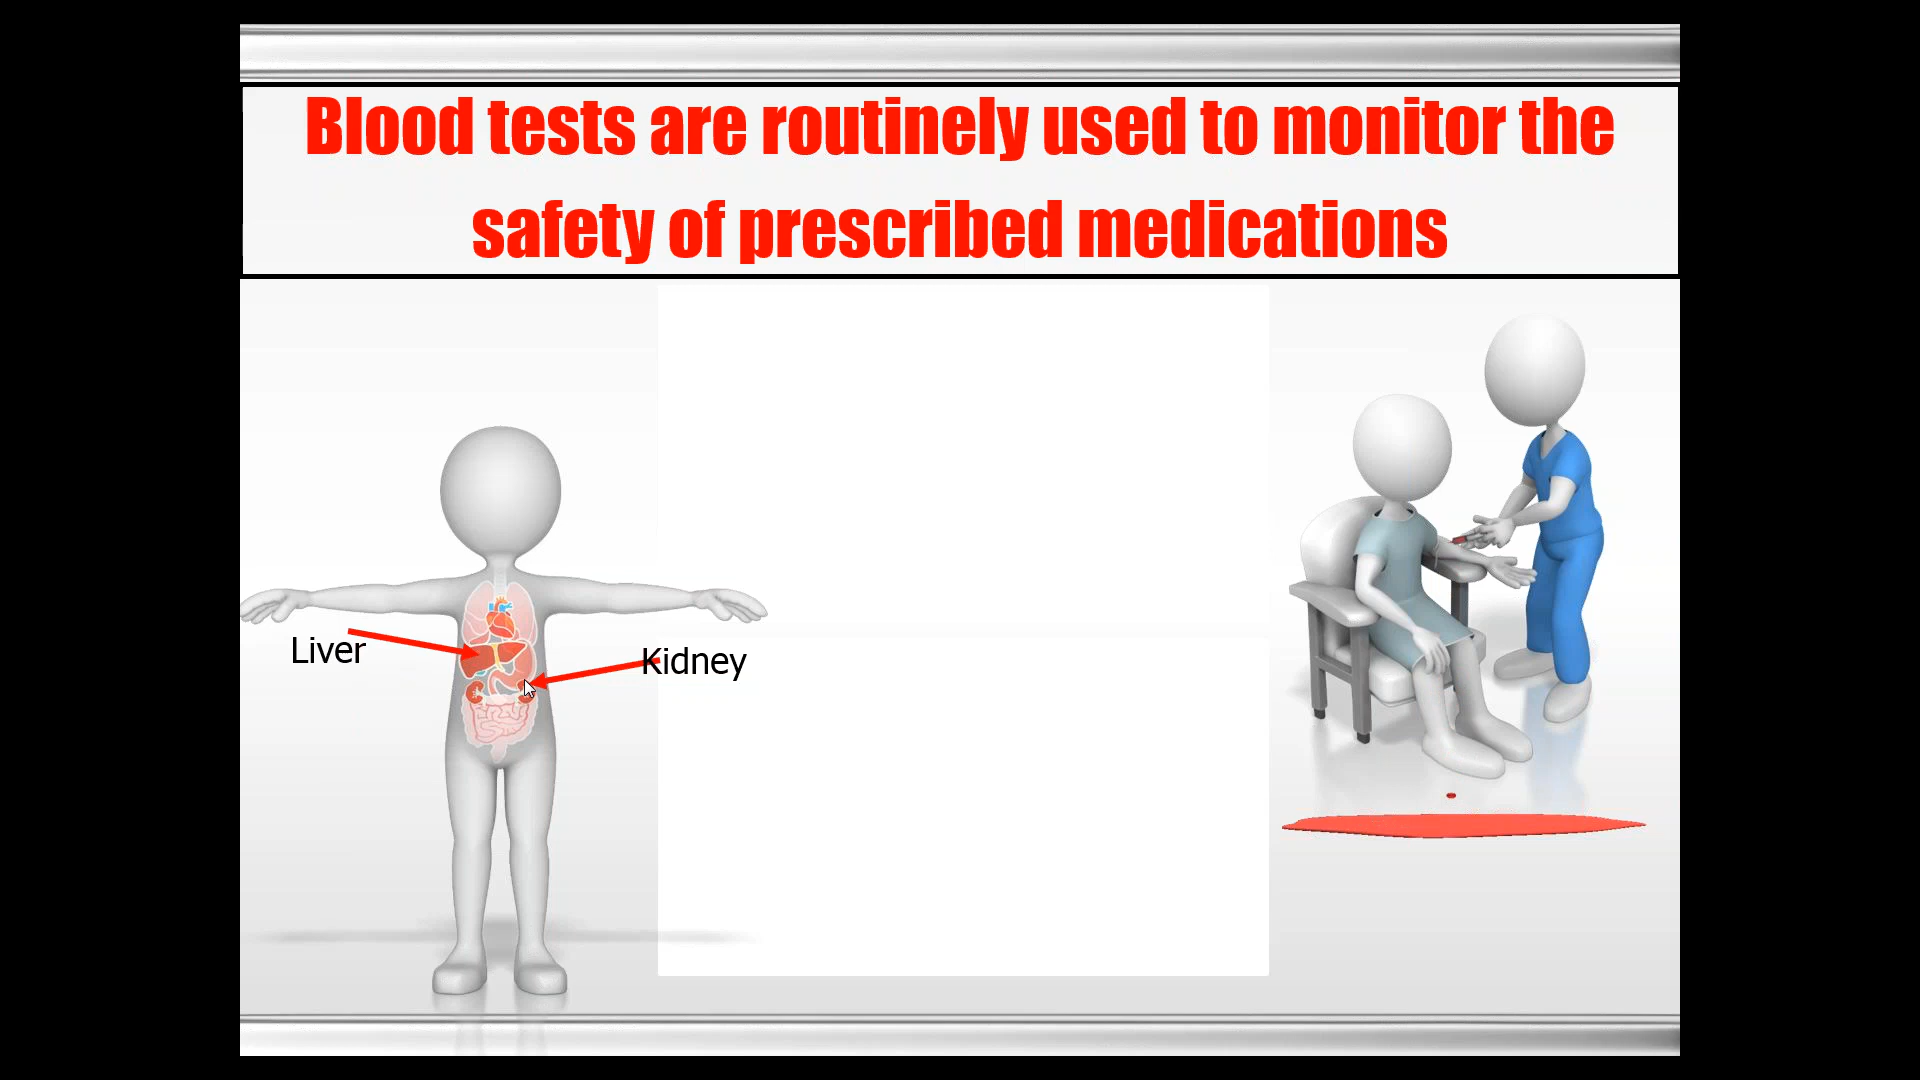 Blood tests are routinely used to monitor the
safety of prescribed medications
Liver
Kidney